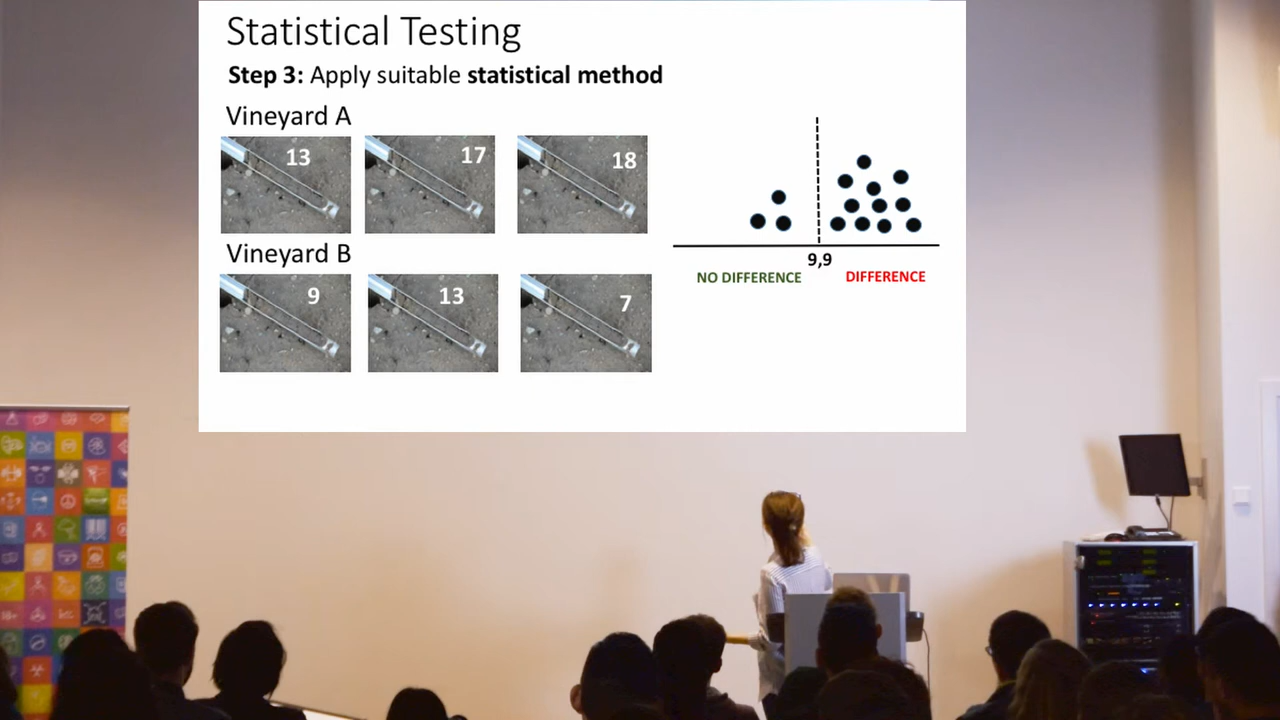 Statistical Testing
Step 3: Apply suitable statistical method
Vineyard A
13 17 18
Vineyard B
9 13 7
9,9
NO DIFFERENCE DIFFERENCE